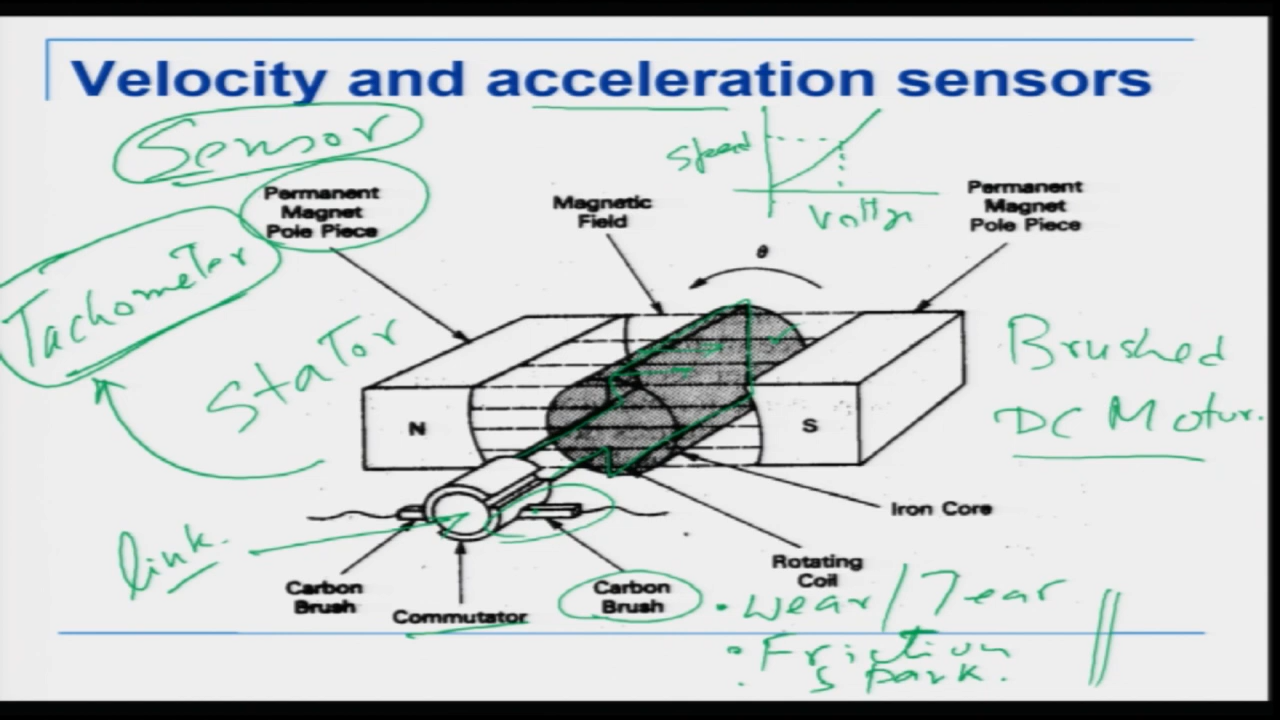 Velocity and acceleration sensors
Sensor
Speed
Voltge
Permanent
Magnet
Pole Piece
Magnetic
Field
Permanent
Magnet
Pole Piece
Tachometer
θ
Stator
Brushed
DC Motor.
N
S
Iron Core
link.
Carbon
Brush
Commutator
Carbon
Brush
Rotating
Coil
• Wear / Tear
• Friction
• Spark.